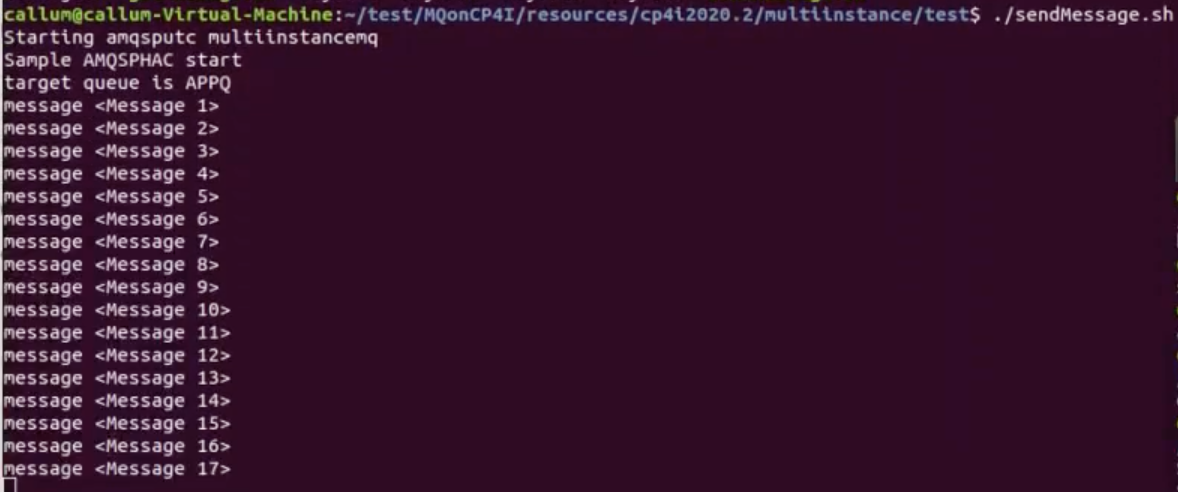 callum@callum-Virtual-Machine:~/test/MQonCP4I/resources/cp4i2020.2/multiinstance/test$ ./sendMessage.sh
Starting amqsputc multiinstancemq
Sample AMQSPHAC start
target queue is APPQ
message <Message 1>
message <Message 2>
message <Message 3>
message <Message 4>
message <Message 5>
message <Message 6>
message <Message 7>
message <Message 8>
message <Message 9>
message <Message 10>
message <Message 11>
message <Message 12>
message <Message 13>
message <Message 14>
message <Message 15>
message <Message 16>
message <Message 17>